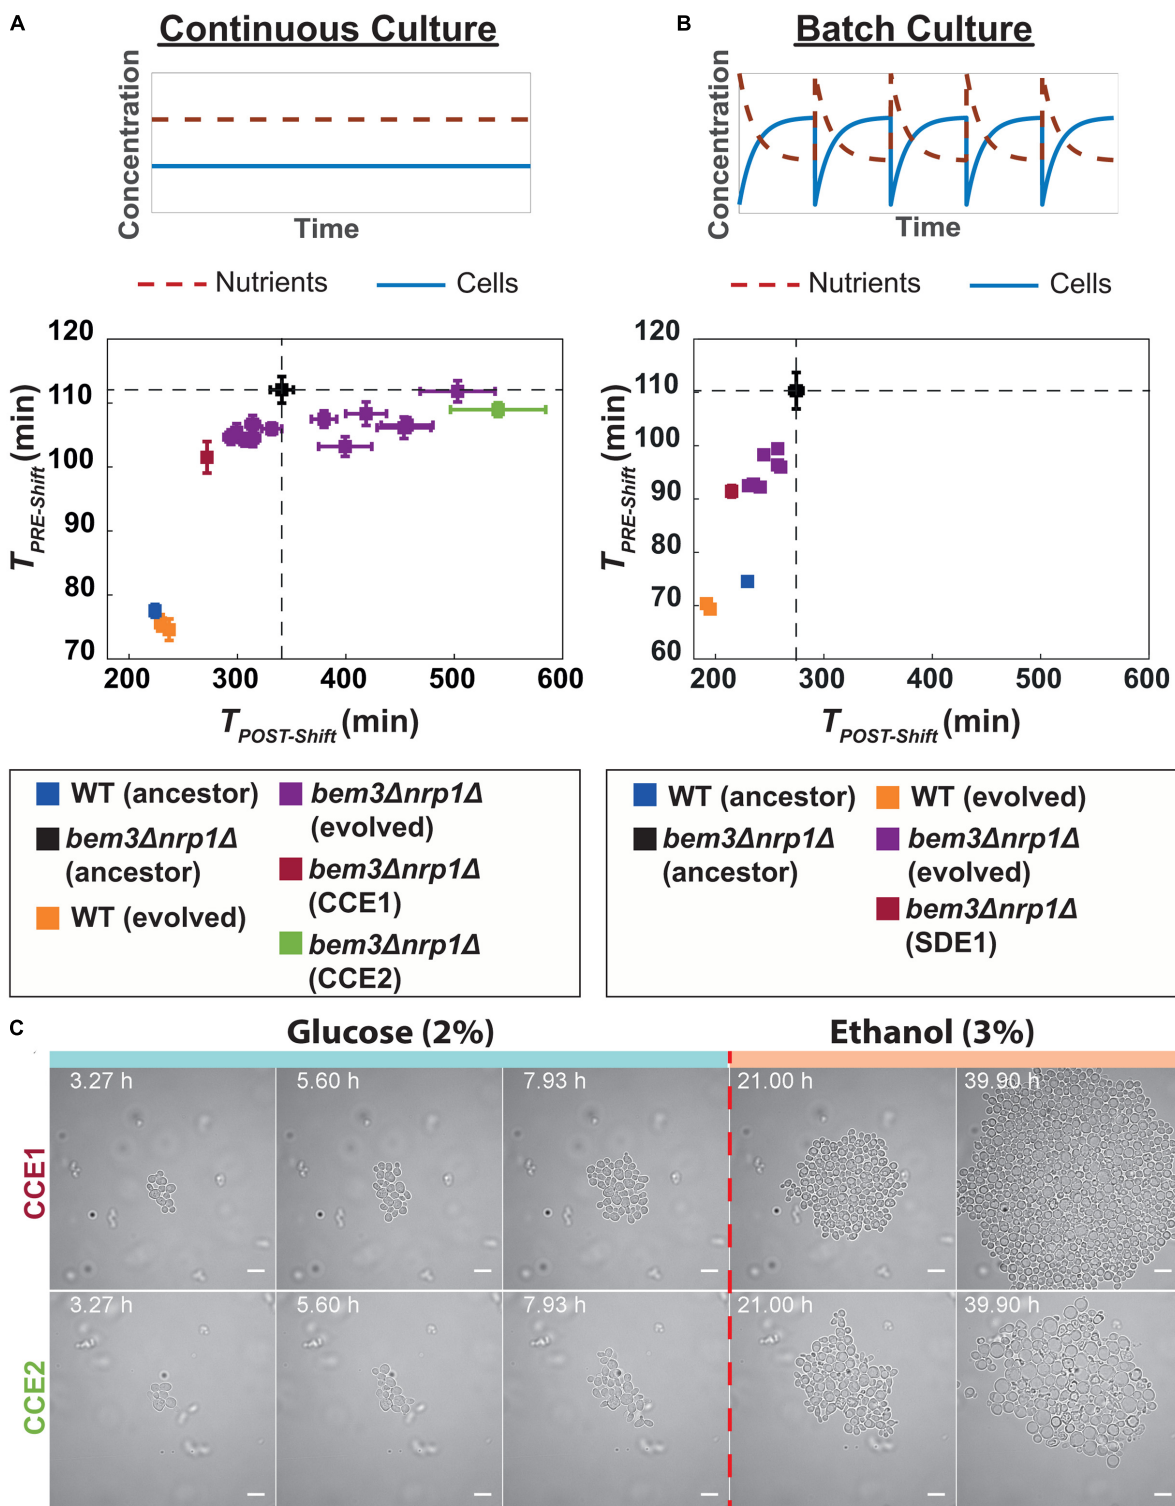 A
Continuous Culture
Concentration
Time
Nutrients
Cells
120
110
100
90
80
70
T PRE-Shift (min)
200 300 400 500 600
T POST-Shift (min)
WT (ancestor)
bem3Δnrp1Δ
(ancestor)
WT (evolved)
bem3Δnrp1Δ
(evolved)
bem3Δnrp1Δ
(CCE1)
bem3Δnrp1Δ
(CCE2)
B
Batch Culture
Concentration
Time
Nutrients
Cells
120
110
100
90
80
70
60
T PRE-Shift (min)
200 300 400 500 600
T POST-Shift (min)
WT (ancestor)
bem3Δnrp1Δ
(ancestor)
WT (evolved)
bem3Δnrp1Δ
(evolved)
bem3Δnrp1Δ
(SDE1)
C
Glucose (2%)
Ethanol (3%)
CCE1
3.27 h 5.60 h 7.93 h 21.00 h 39.90 h
CCE2
3.27 h 5.60 h 7.93 h 21.00 h 39.90 h